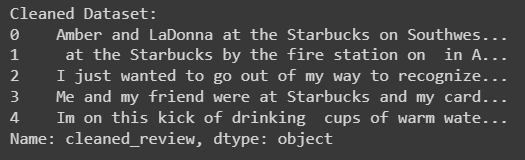 Cleaned Dataset:
0    Amber and LaDonna at the Starbucks on Southwes...
1     at the Starbucks by the fire station on  in A...
2    I just wanted to go out of my way to recognize...
3    Me and my friend were at Starbucks and my card...
4    Im on this kick of drinking  cups of warm wate...
Name: cleaned_review, dtype: object